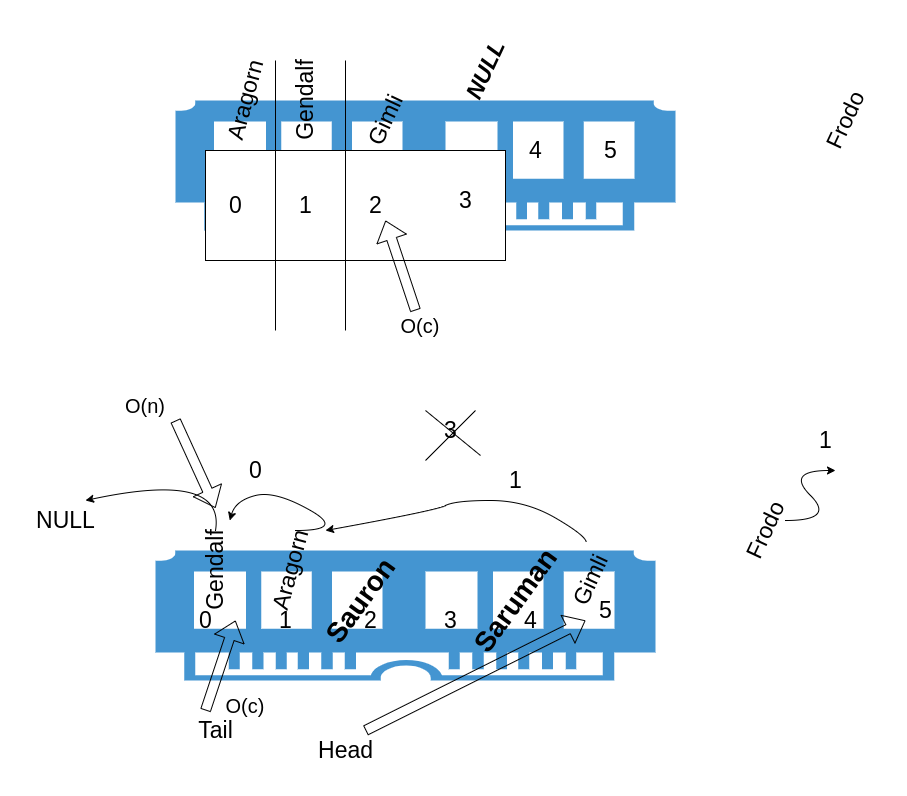 Aragorn
Gendalf
Gimli
NULL
Frodo
4
5
0
1
2
3
O(c)
O(n)
3
0
1
1
NULL
Frodo
Gendalf
Aragorn
Sauron
Saruman
Gimli
0
1
2
3
4
5
O(c)
Tail
Head